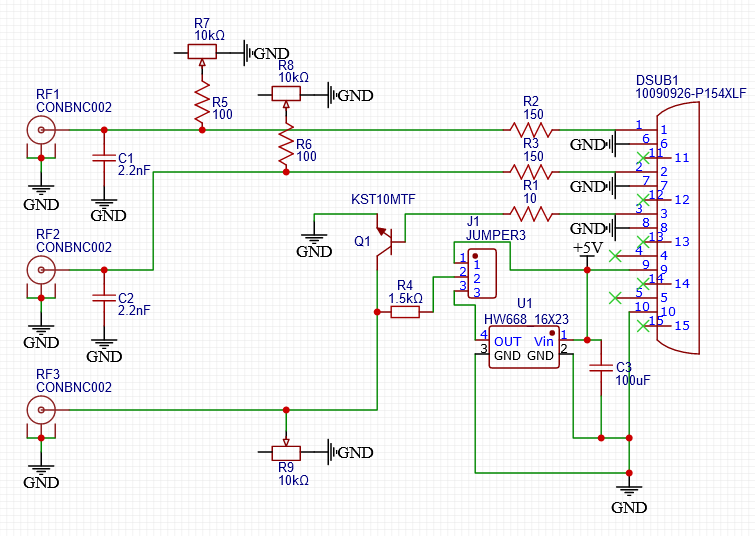 R7
10kΩ
GND
R8
10kΩ
GND
DSUB1
10090926-P154XLF
RF1
CONBNC002
R5
100
R2
150
1
1
6
6
GND
C1
2.2nF
R6
100
R3
150
11
11
2
2
7
7
GND
GND
GND
KST10MTF
R1
10
12
12
3
3
8
8
GND
RF2
CONBNC002
Q1
GND
J1
JUMPER3
13
13
+5V
4
4
9
9
1
1
2
2
3
3
14
14
R4
1.5kΩ
C2
2.2nF
U1
HW668_16X23
5
5
10
10
15
15
GND
GND
4
OUT
Vin
1
3
GND
GND
2
RF3
CONBNC002
C3
100uF
GND
R9
10kΩ
GND
GND